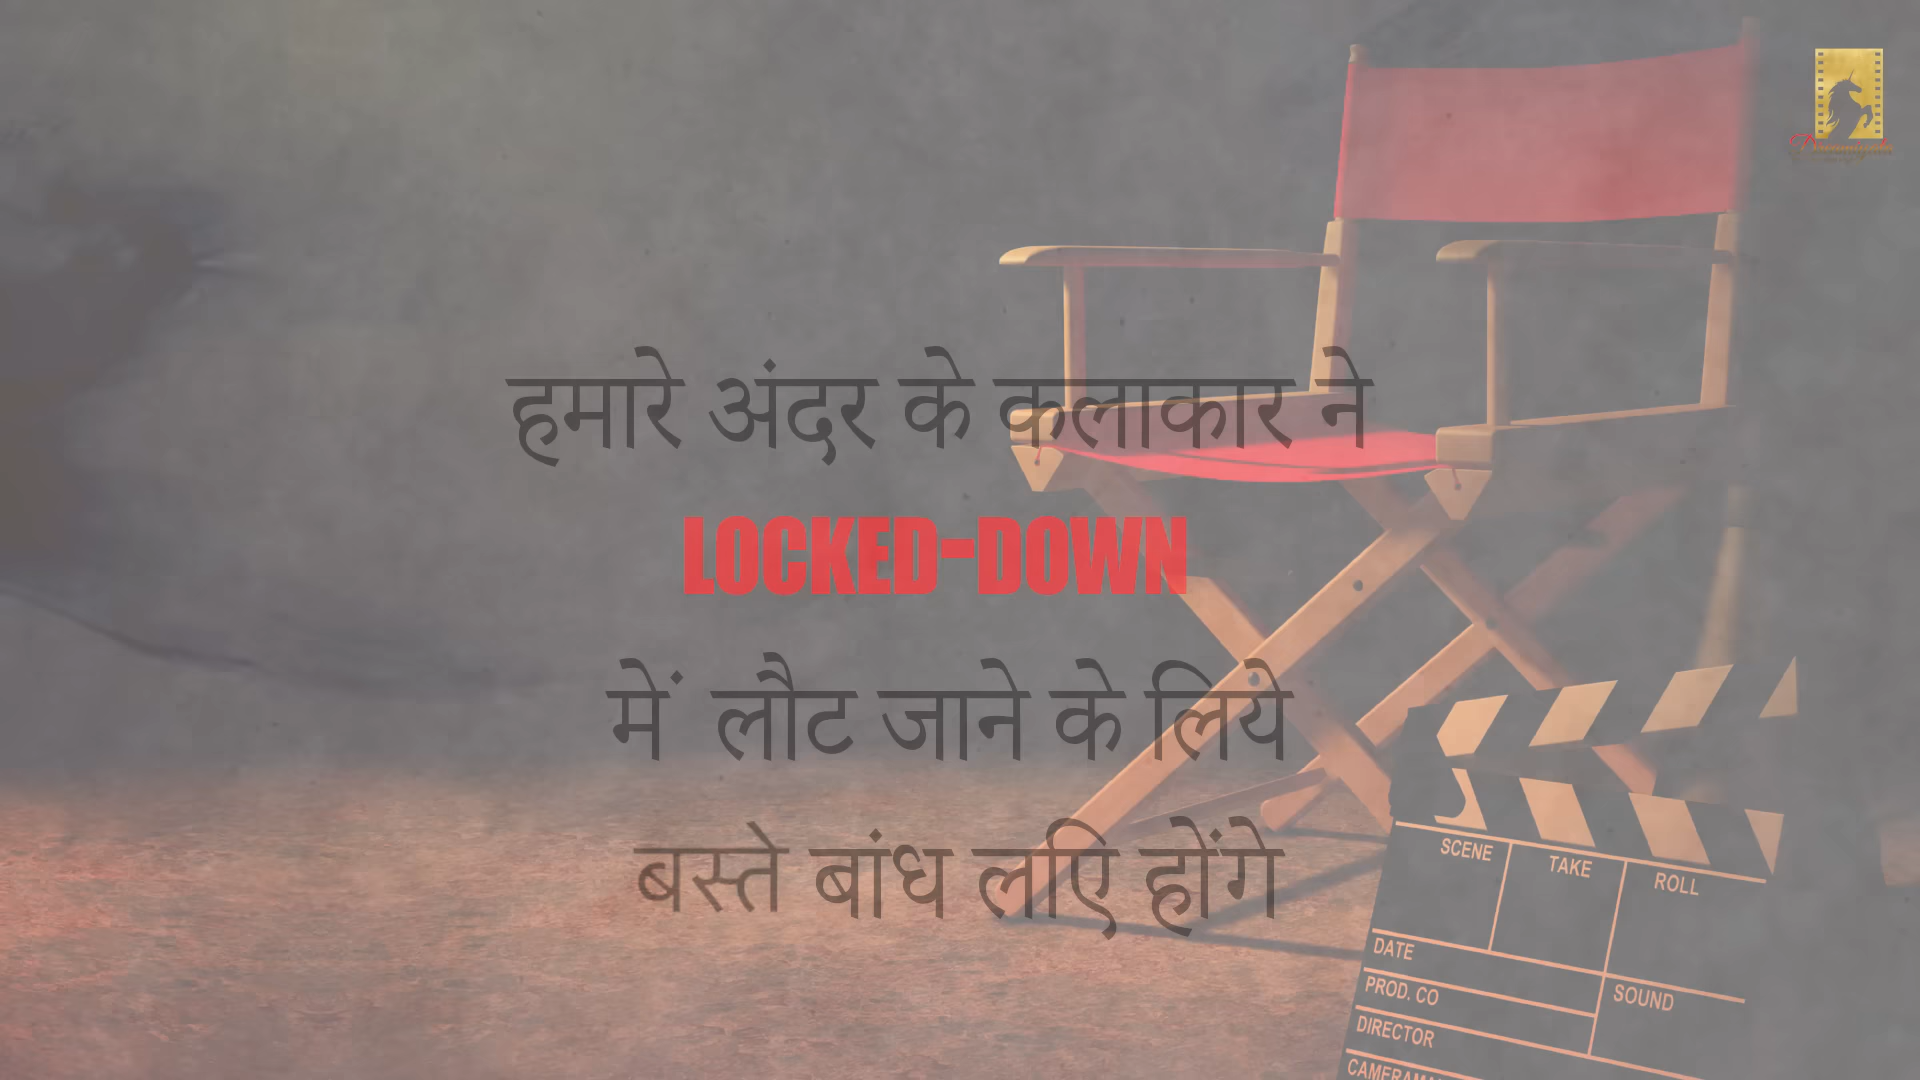 हमारे अंदर के कलाकार ने
LOCKED-DOWN
में लौट जाने के लिये
बस्ते बांध लिए होंगे
SCENE TAKE ROLL
DATE
PROD. CO SOUND
DIRECTOR